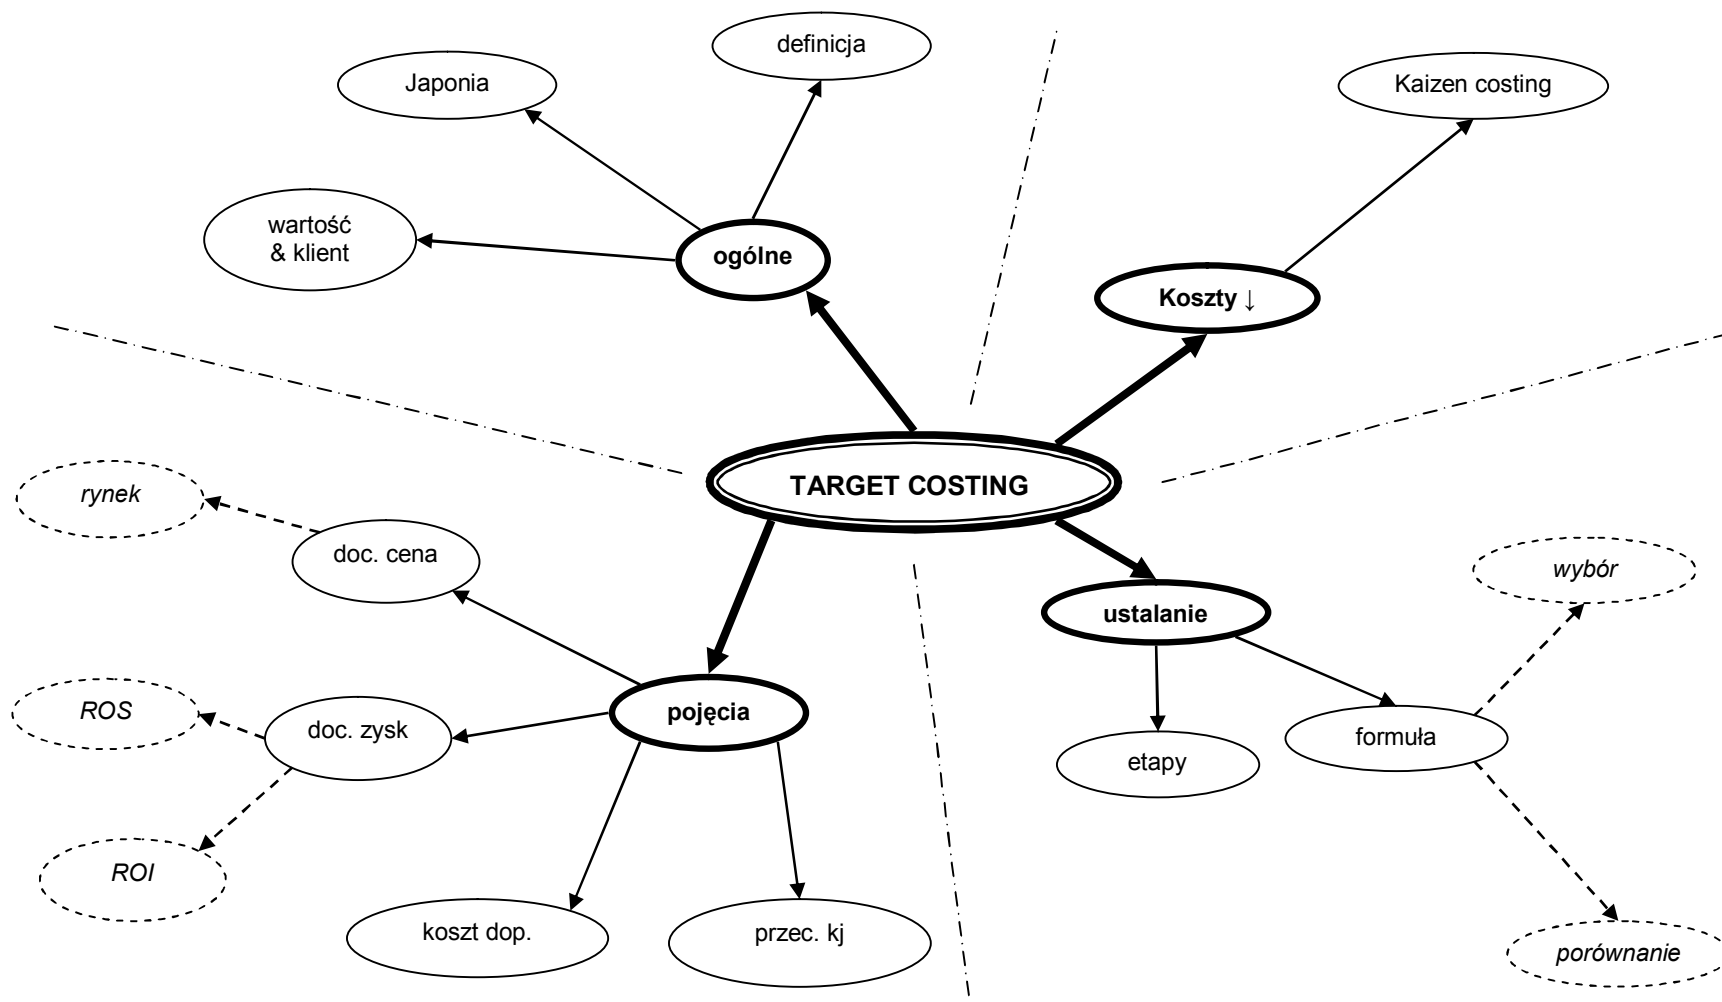 definicja
Japonia
Kaizen costing
wartość
& klient
ogólne
Koszty ↓
TARGET COSTING
rynek
doc. cena
wybór
ustalanie
ROS
doc. zysk
pojęcia
formuła
etapy
ROI
koszt dop.
przec. kj
porównanie